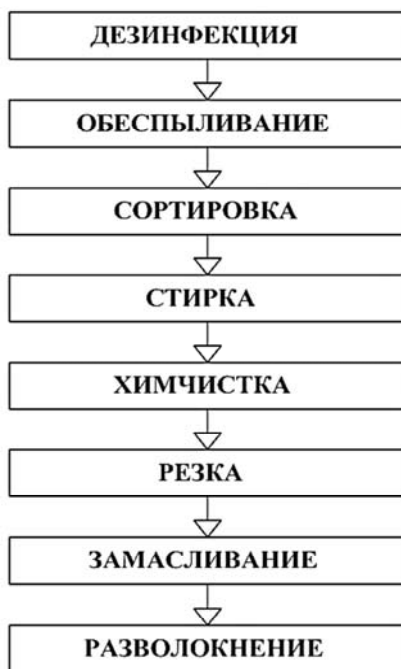 ДЕЗИНФЕКЦИЯ
ОБЕСПЫЛИВАНИЕ
СОРТИРОВКА
СТИРКА
ХИМЧИСТКА
РЕЗКА
ЗАМАСЛИВАНИЕ
РАЗВОЛОКНЕНИЕ